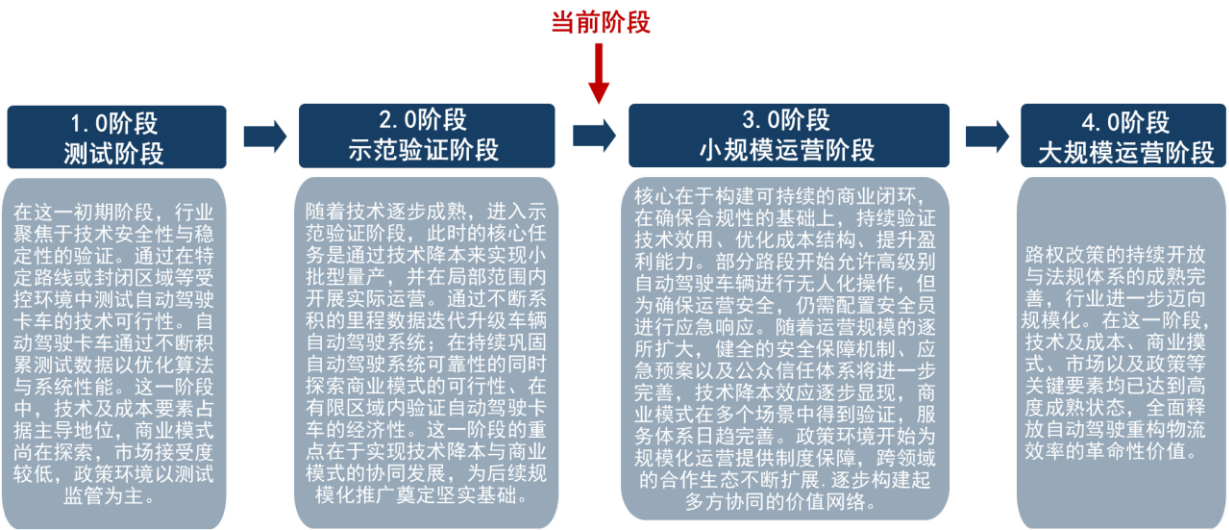 当前阶段
1.0阶段
测试阶段
在这一初期阶段，行业
聚焦于技术安全性与稳
定性的验证。通过在特
定路线或封闭区域等受
控环境中测试自动驾驶
卡车的技术可行性。自
动驾驶卡车通过不断积
累测试数据以优化算法
与系统性能。这一阶段
中，技术及成本要素占
据主导地位，商业模式
尚在探索，市场接受度
较低，政策环境以测试
监管为主。
2.0阶段
示范验证阶段
随着技术逐步成熟，进入示
范验证阶段，此时的核心任
务是通过技术降本来实现小
批型量产，并在局部范围内
开展实际运营。通过不断系
积的里程数据迭代升级车辆
自动驾驶系统；在持续巩固
自动驾驶系统可靠性的同时
探索商业模式的可行性、在
有限区域内验证自动驾驶卡
车的经济性。这一阶段的重
点在于实现技术降本与商业
模式的协同发展，为后续规
模化推广奠定坚实基础。
3.0阶段
小规模运营阶段
核心在于构建可持续的商业闭环，
在确保合规性的基础上，持续验证
技术效用、优化成本结构、提升盈
利能力。部分路段开始允许高级别
自动驾驶车辆进行无人化操作，但
为确保运营安全，仍需配置安全员
进行应急响应。随着运营规模的逐
所扩大，健全的安全保障机制、应
急预案以及公众信任体系将进一步
完善，技术降本效应逐步显现，商
业模式在多个场景中得到验证，服
务体系日趋完善。政策环境开始为
规模化运营提供制度保障，跨领域
的合作生态不断扩展.逐步构建起
多方协同的价值网络。
4.0阶段
大规模运营阶段
路权改策的持续开放
与法规体系的成熟完
善，行业进一步迈向
规模化。在这一阶段，
技术及成本、商业摸
式、市场以及政策等
关键要素均已达到高
度成熟状态，全面释
放自动驾驶重构物流
效率的革命性价值。